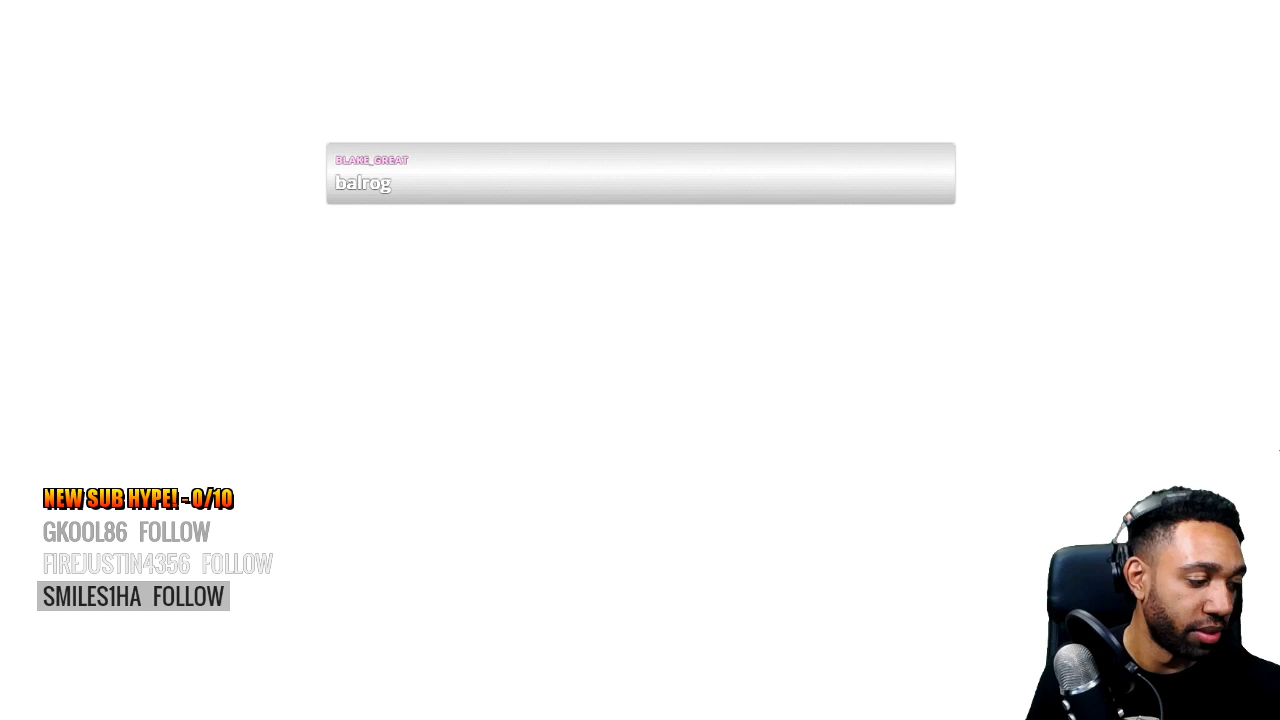 BLAKE_GREAT
balrog
NEW SUB HYPE! - 0/10
GKOOL86 FOLLOW
FIREJUSTIN4356 FOLLOW
SMILES1HA FOLLOW